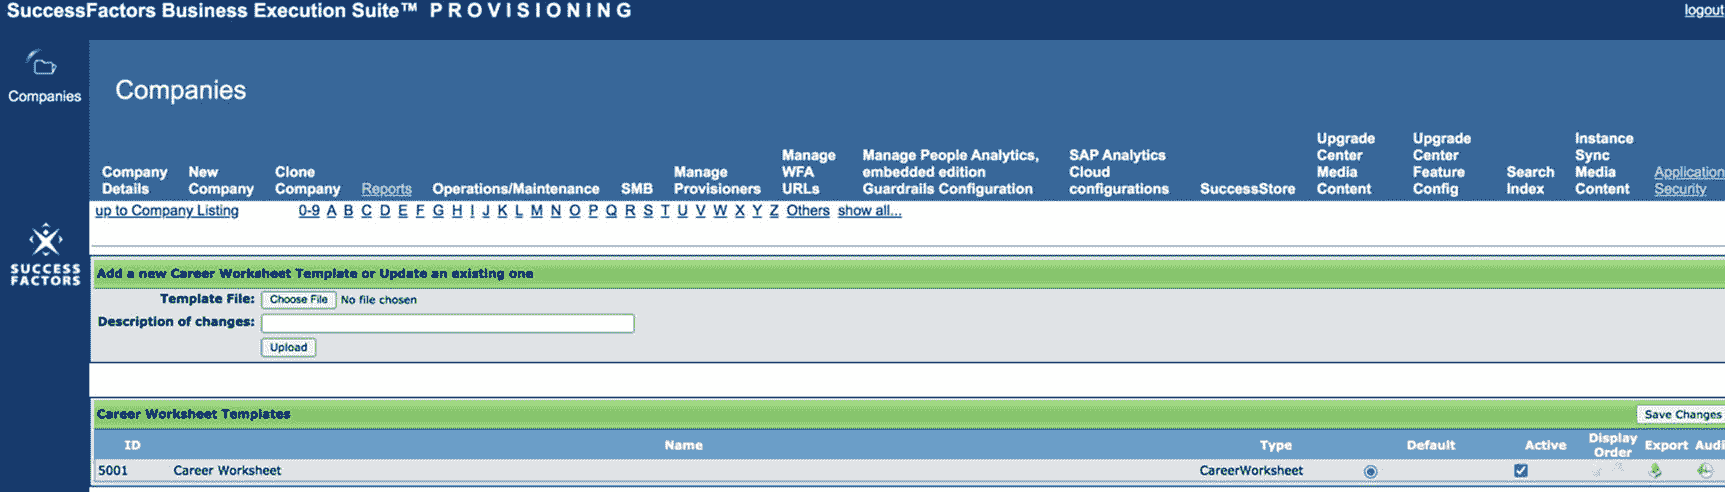 SuccessFactors Business Execution Suite™ PROVISIONING
logout
Companies
Companies
Company Details
New Company
Clone Company
Reports
Operations/Maintenance
SMB
Manage Provisioners
Manage WFA URLs
Manage People Analytics, embedded edition Guardrails Configuration
SAP Analytics Cloud configurations
SuccessStore
Upgrade Center Media Content
Upgrade Center Feature Config
Search Index
Instance Sync Media Content
Application Security
up to Company Listing 0-9 A B C D E F G H I J K L M N O P Q R S T U V W X Y Z Others show all...
SUCCESS
FACTORS
Add a new Career Worksheet Template or Update an existing one
Template File: Choose File No file chosen
Description of changes:
Upload
Career Worksheet Templates Save Changes
ID Name Type Default Active Display Order Export Audi
5001 Career Worksheet CareerWorksheet